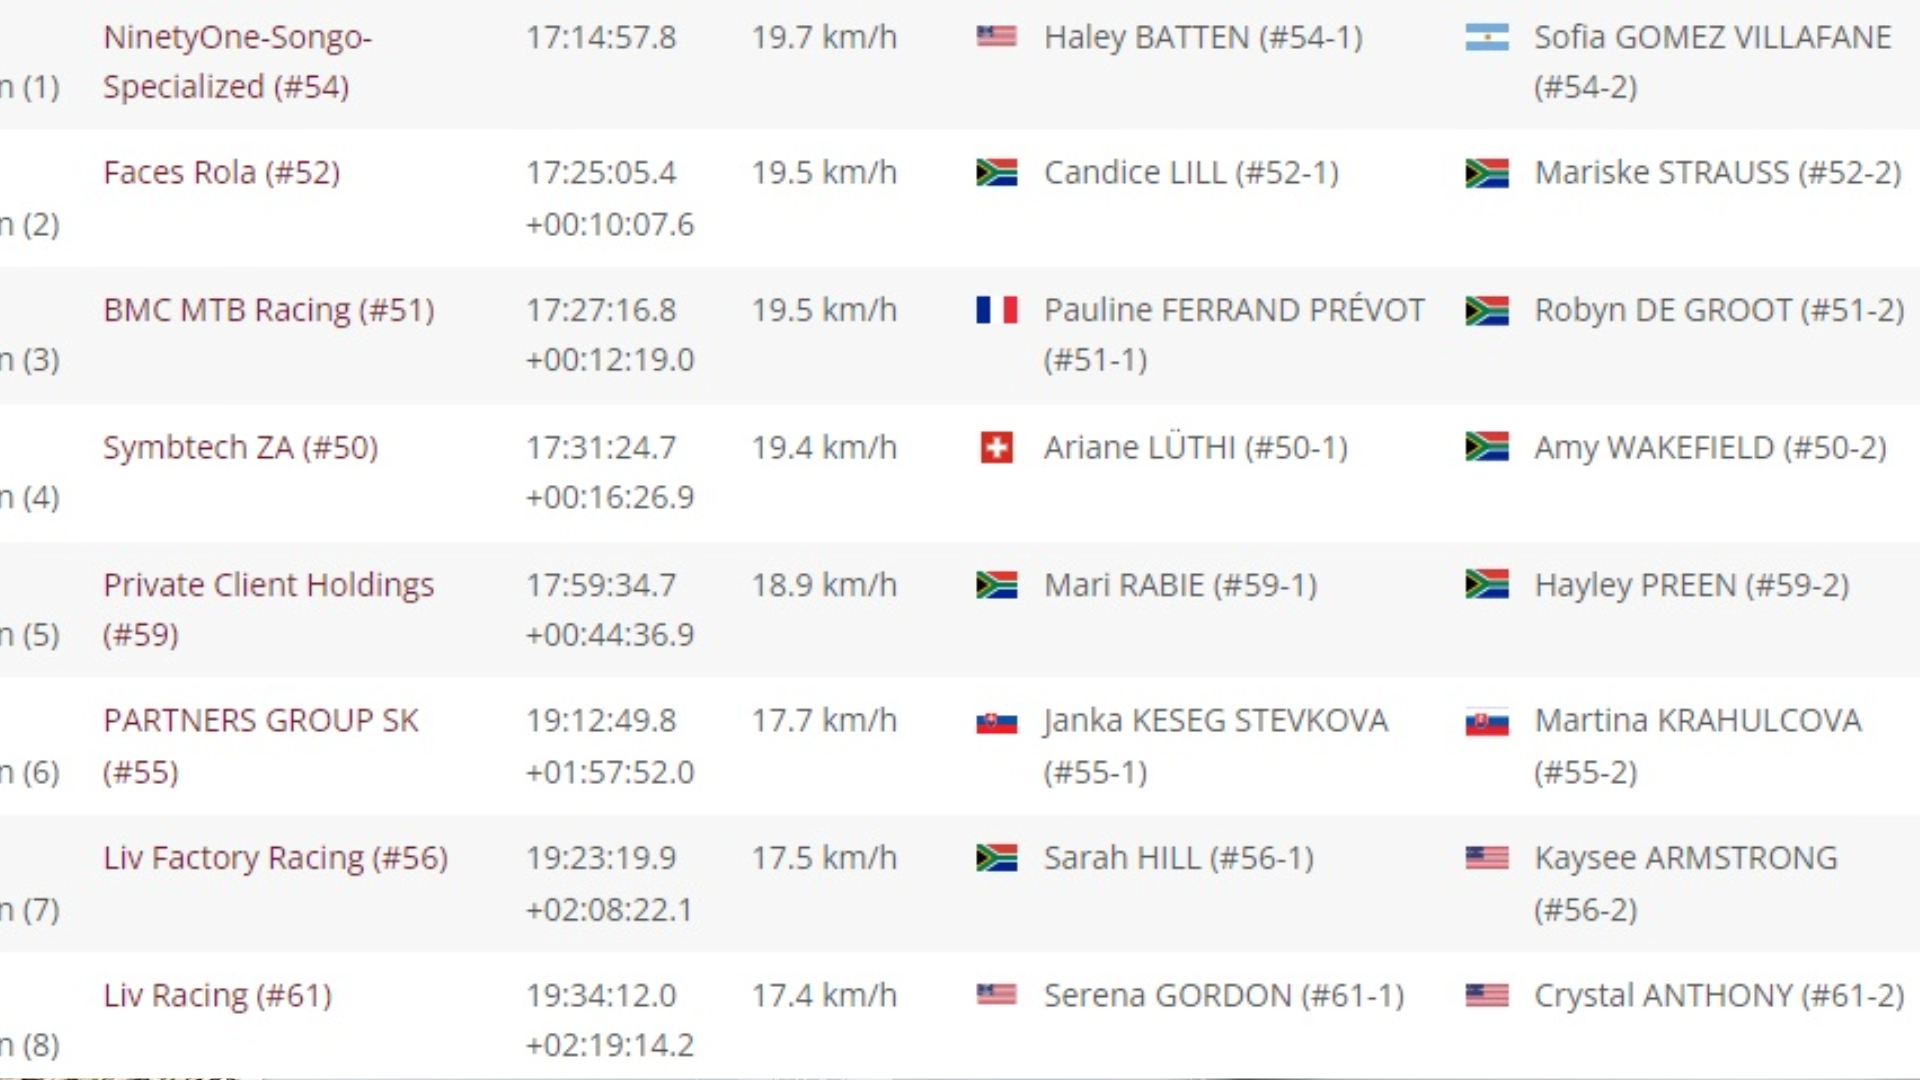 NinetyOne-Songo- 17:14:57.8 19.7 km/h Haley BATTEN (#54-1) Sofia GOMEZ VILLAFANE
n (1) Specialized (#54) (#54-2)
Faces Rola (#52) 17:25:05.4 19.5 km/h Candice LILL (#52-1) Mariske STRAUSS (#52-2)
n (2) +00:10:07.6
BMC MTB Racing (#51) 17:27:16.8 19.5 km/h Pauline FERRAND PRÉVOT Robyn DE GROOT (#51-2)
n (3) +00:12:19.0 (#51-1)
Symbtech ZA (#50) 17:31:24.7 19.4 km/h Ariane LÜTHI (#50-1) Amy WAKEFIELD (#50-2)
n (4) +00:16:26.9
Private Client Holdings 17:59:34.7 18.9 km/h Mari RABIE (#59-1) Hayley PREEN (#59-2)
n (5) (#59) +00:44:36.9
PARTNERS GROUP SK 19:12:49.8 17.7 km/h Janka KESEG STEVKOVA Martina KRAHULCOVA
n (6) (#55) +01:57:52.0 (#55-1) (#55-2)
Liv Factory Racing (#56) 19:23:19.9 17.5 km/h Sarah HILL (#56-1) Kaysee ARMSTRONG
n (7) +02:08:22.1 (#56-2)
Liv Racing (#61) 19:34:12.0 17.4 km/h Serena GORDON (#61-1) Crystal ANTHONY (#61-2)
n (8) +02:19:14.2